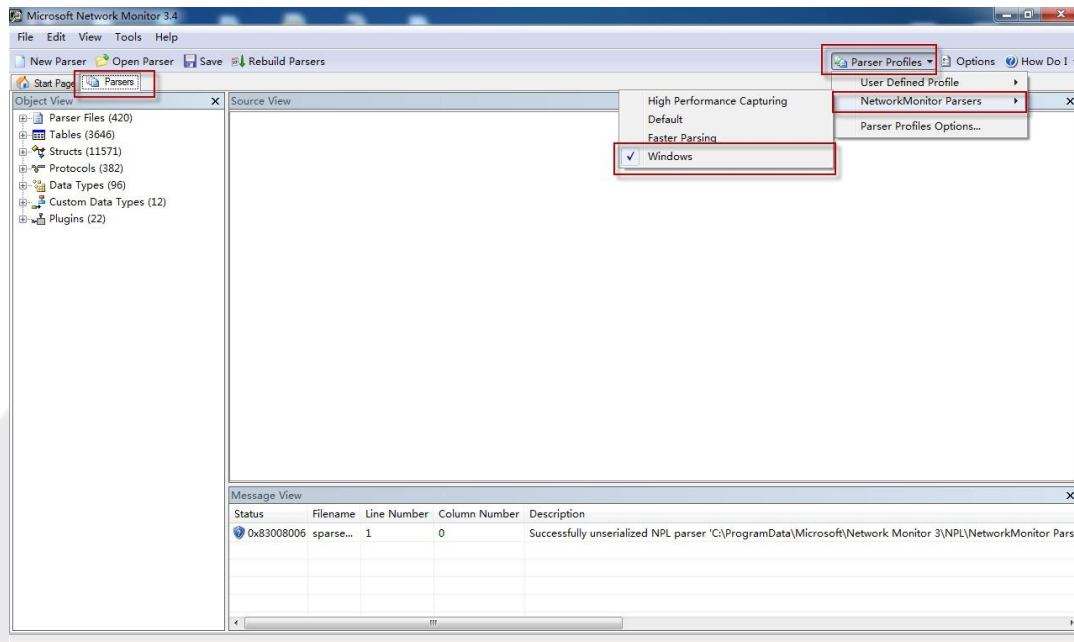 Microsoft Network Monitor 3.4
File Edit View Tools Help
New Parser Open Parser Save Rebuild Parsers Parser Profiles Options How Do I
Start Page Parsers
User Defined Profile
NetworkMonitor Parsers
Parser Profiles Options...
High Performance Capturing
Default
Faster Parsing
Windows
Object View
Parser Files (420)
Tables (3646)
Structs (11571)
Protocols (382)
Data Types (96)
Custom Data Types (12)
Plugins (22)
Source View
Message View
Status Filename Line Number Column Number Description
0x83008006 sparse... 1 0 Successfully unserialized NPL parser 'C:\ProgramData\Microsoft\Network Monitor 3\NPL\NetworkMonitor Pars